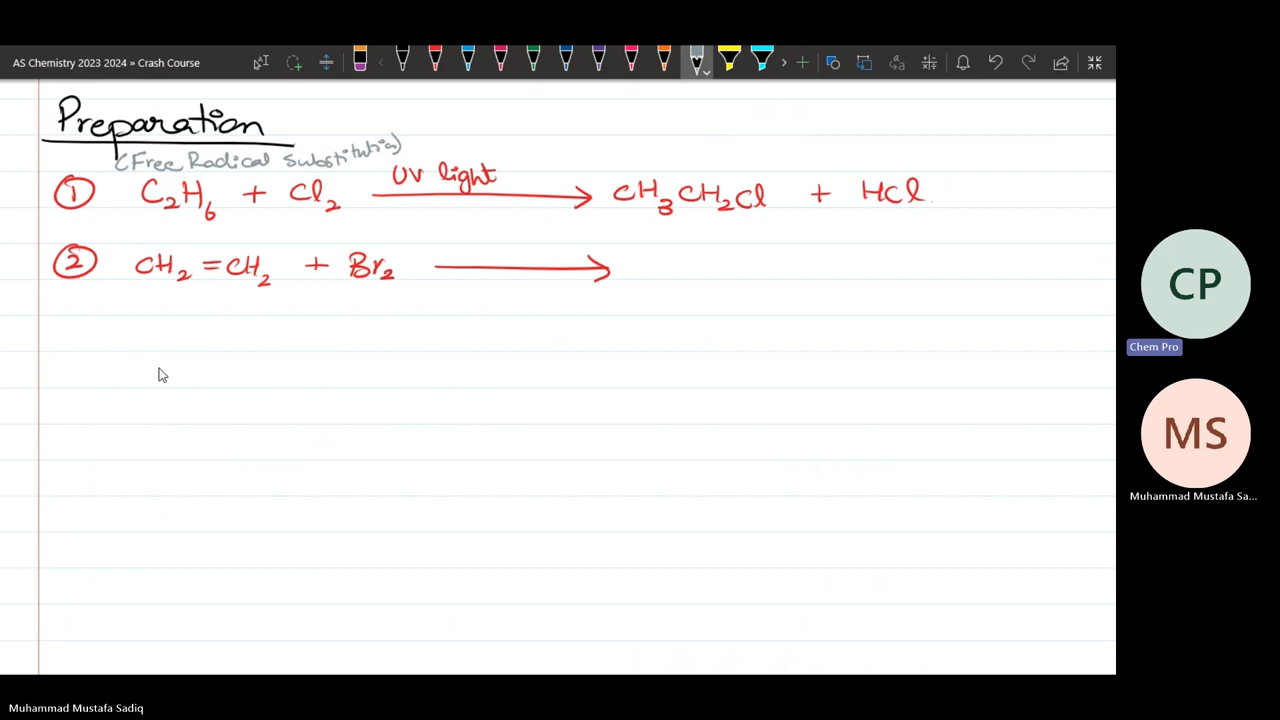 AS Chemistry 2023 2024 » Crash Course
Preparation
(Free Radical Substitution)
① C₂H₆ + Cl₂ UV light → CH₃CH₂Cl + HCl
② CH₂=CH₂ + Br₂ →
CP
Chem Pro
MS
Muhammad Mustafa Sa...
Muhammad Mustafa Sadiq